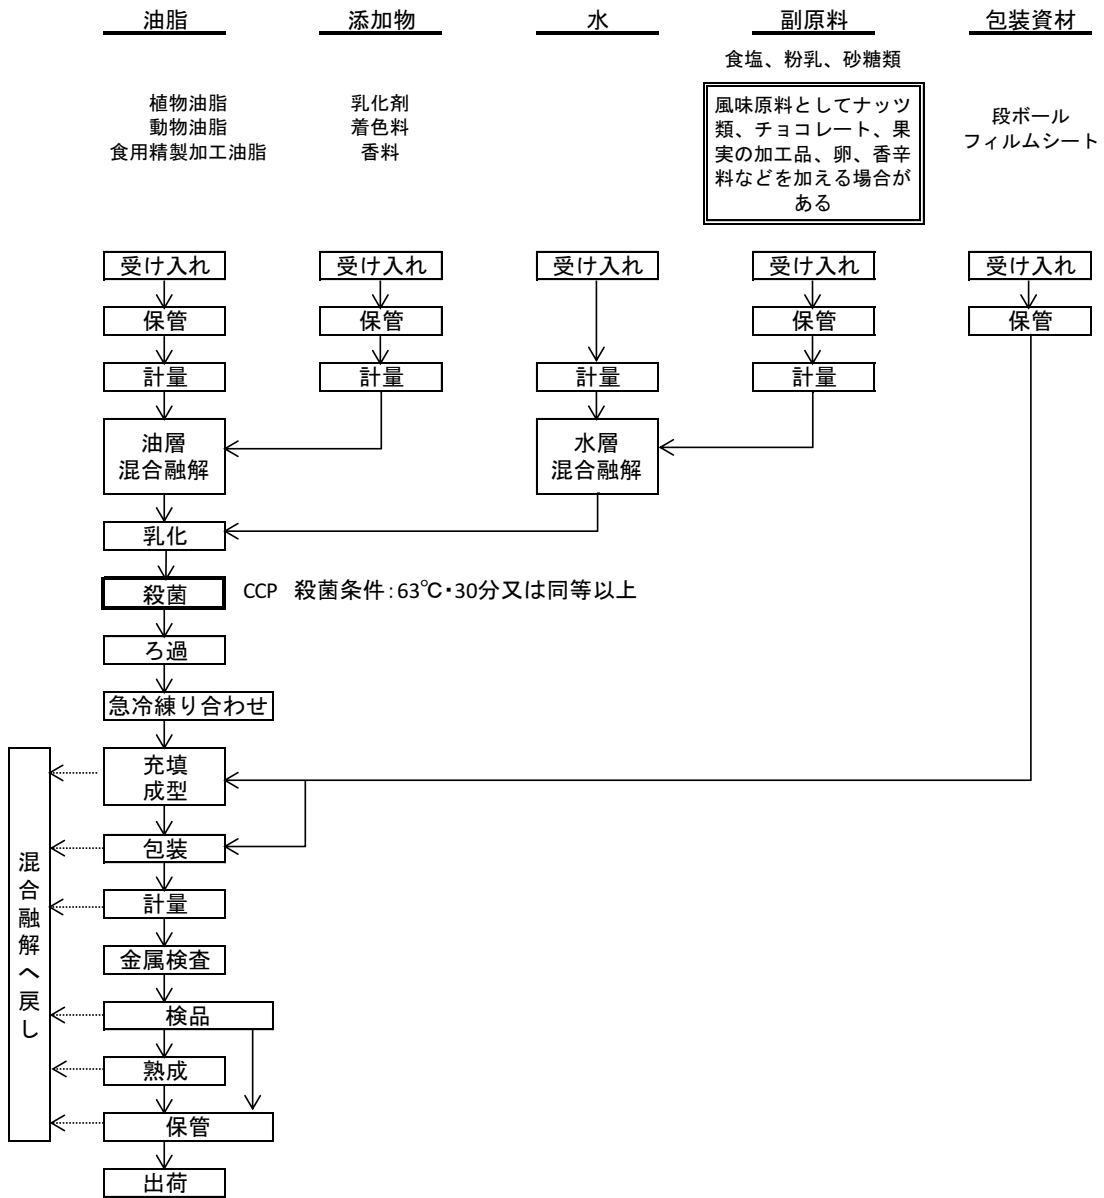 油脂
添加物
水
副原料
包装資材
食塩、粉乳、砂糖類
植物油脂
動物油脂
食用精製加工油脂
乳化剤
着色料
香料
風味原料としてナッツ
類、チョコレート、果
実の加工品、卵、香辛
料などを加える場合が
ある
段ボール
フィルムシート
受け入れ
受け入れ
受け入れ
受け入れ
受け入れ
保管
保管
保管
保管
計量
計量
計量
計量
油層
混合融解
水層
混合融解
乳化
殺菌
CCP 殺菌条件：63℃・30分又は同等以上
ろ過
急冷練り合わせ
充填
成型
包装
計量
金属検査
検品
熟成
保管
出荷
混合融解へ戻し